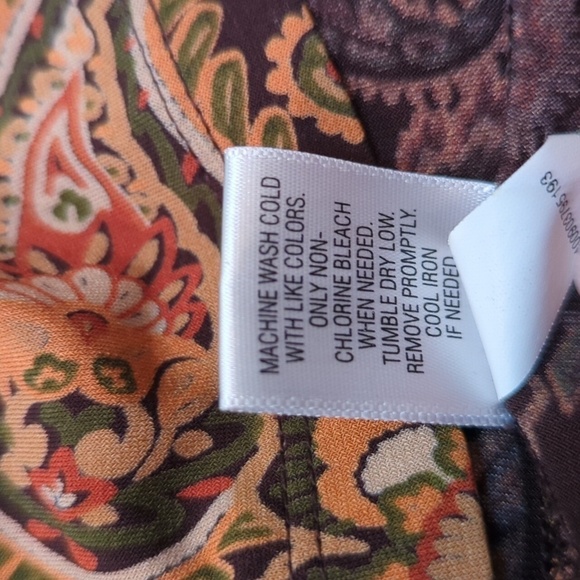 MACHINE WASH COLD
WITH LIKE COLORS.
ONLY NON-
CHLORINE BLEACH
WHEN NEEDED.
TUMBLE DRY LOW.
REMOVE PROMPTLY.
COOL IRON
IF NEEDED